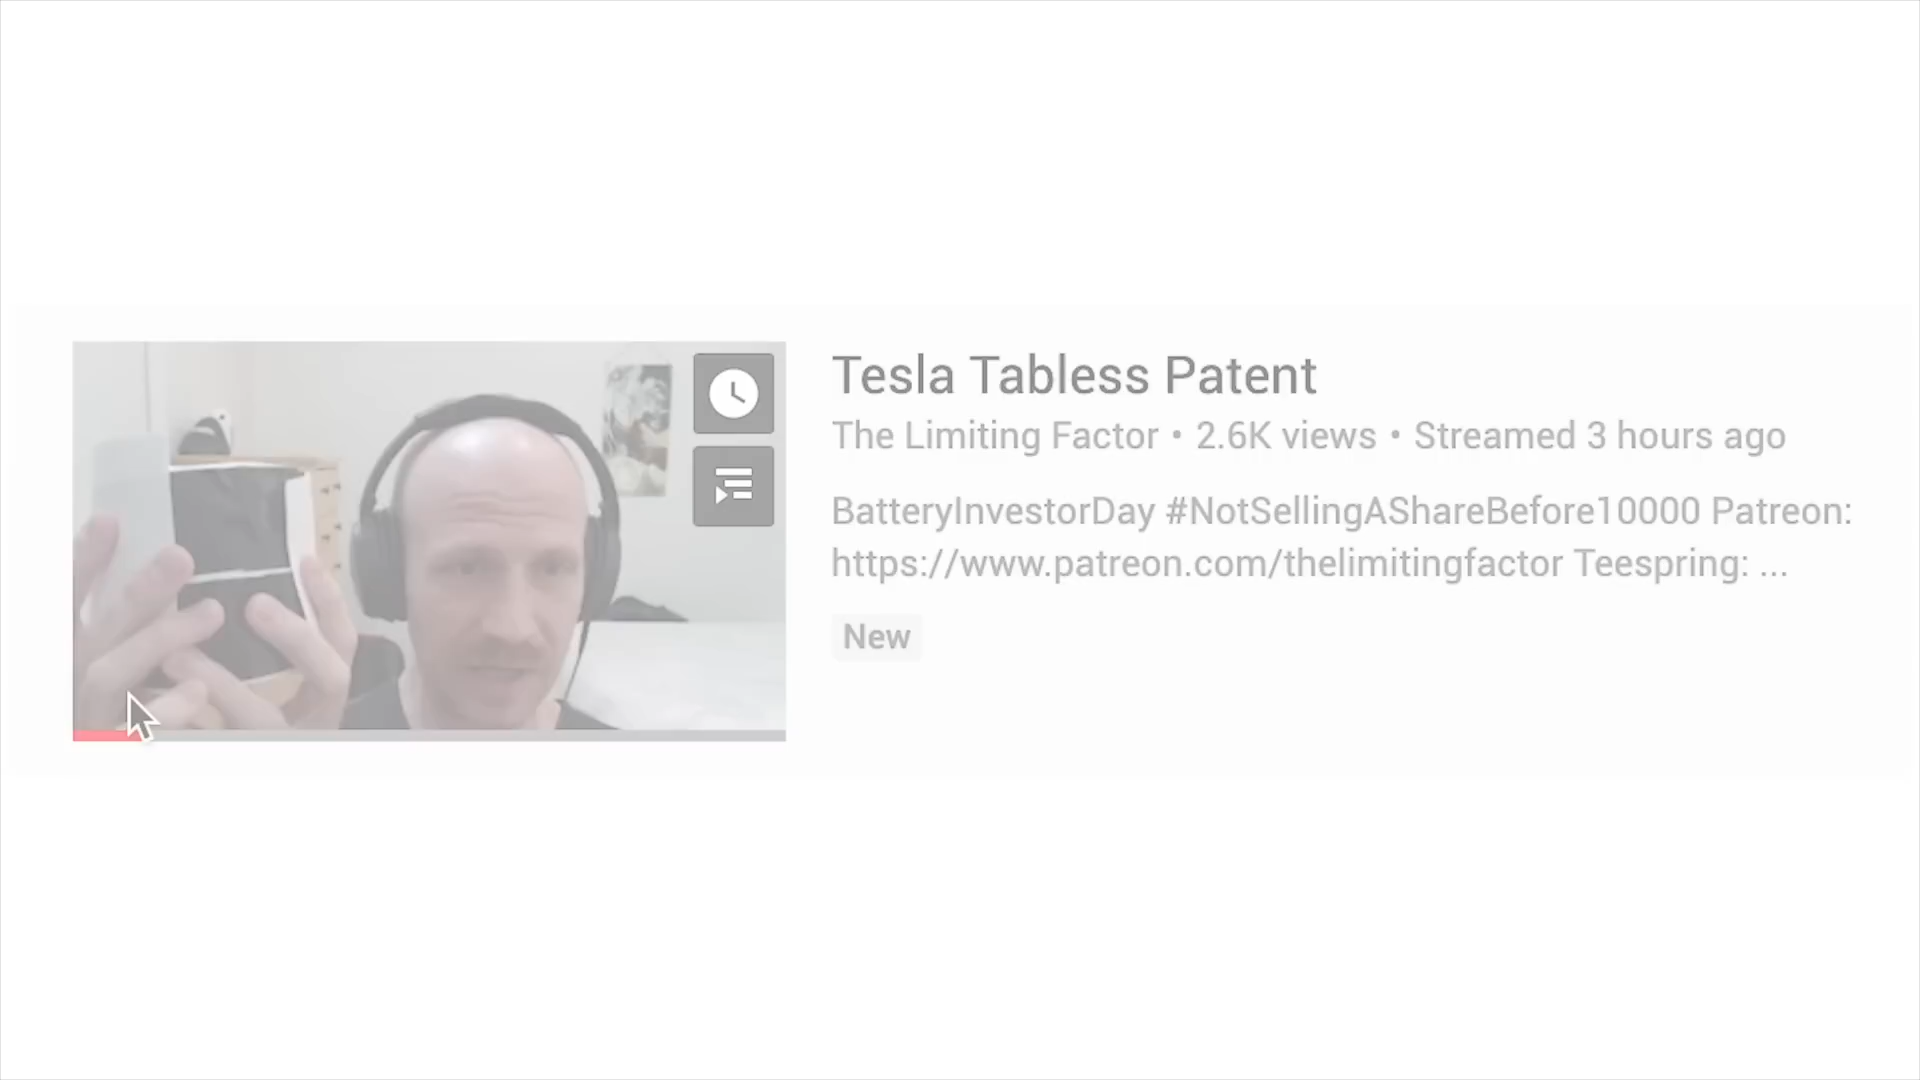 Tesla Tabless Patent
The Limiting Factor • 2.6K views • Streamed 3 hours ago
BatteryInvestorDay #NotSellingAShareBefore10000 Patreon:
https://www.patreon.com/thelimitingfactor Teespring: ...
New